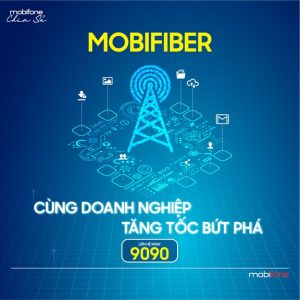 mobifone
Chia Sẻ
MOBIFIBER
CÙNG DOANH NGHIỆP
TĂNG TỐC BỨT PHÁ
LIÊN HỆ NGAY
9090
mobifone